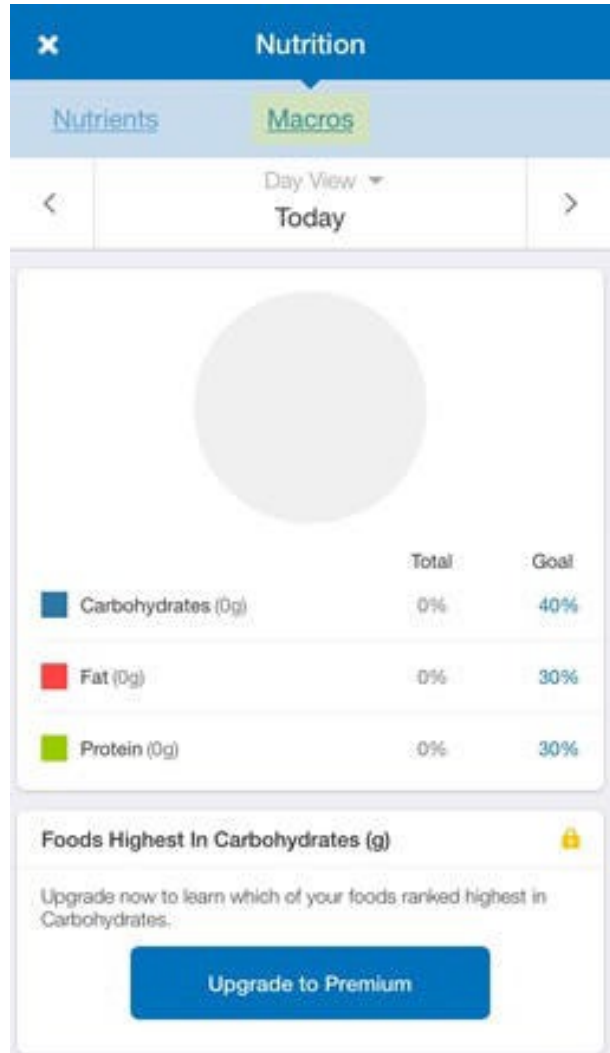 Nutrition
Nutrients Macros
Day View
Today
Total Goal
Carbohydrates (0g) 0% 40%
Fat (0g) 0% 30%
Protein (0g) 0% 30%
Foods Highest In Carbohydrates (g)
Upgrade now to learn which of your foods ranked highest in
Carbohydrates.
Upgrade to Premium